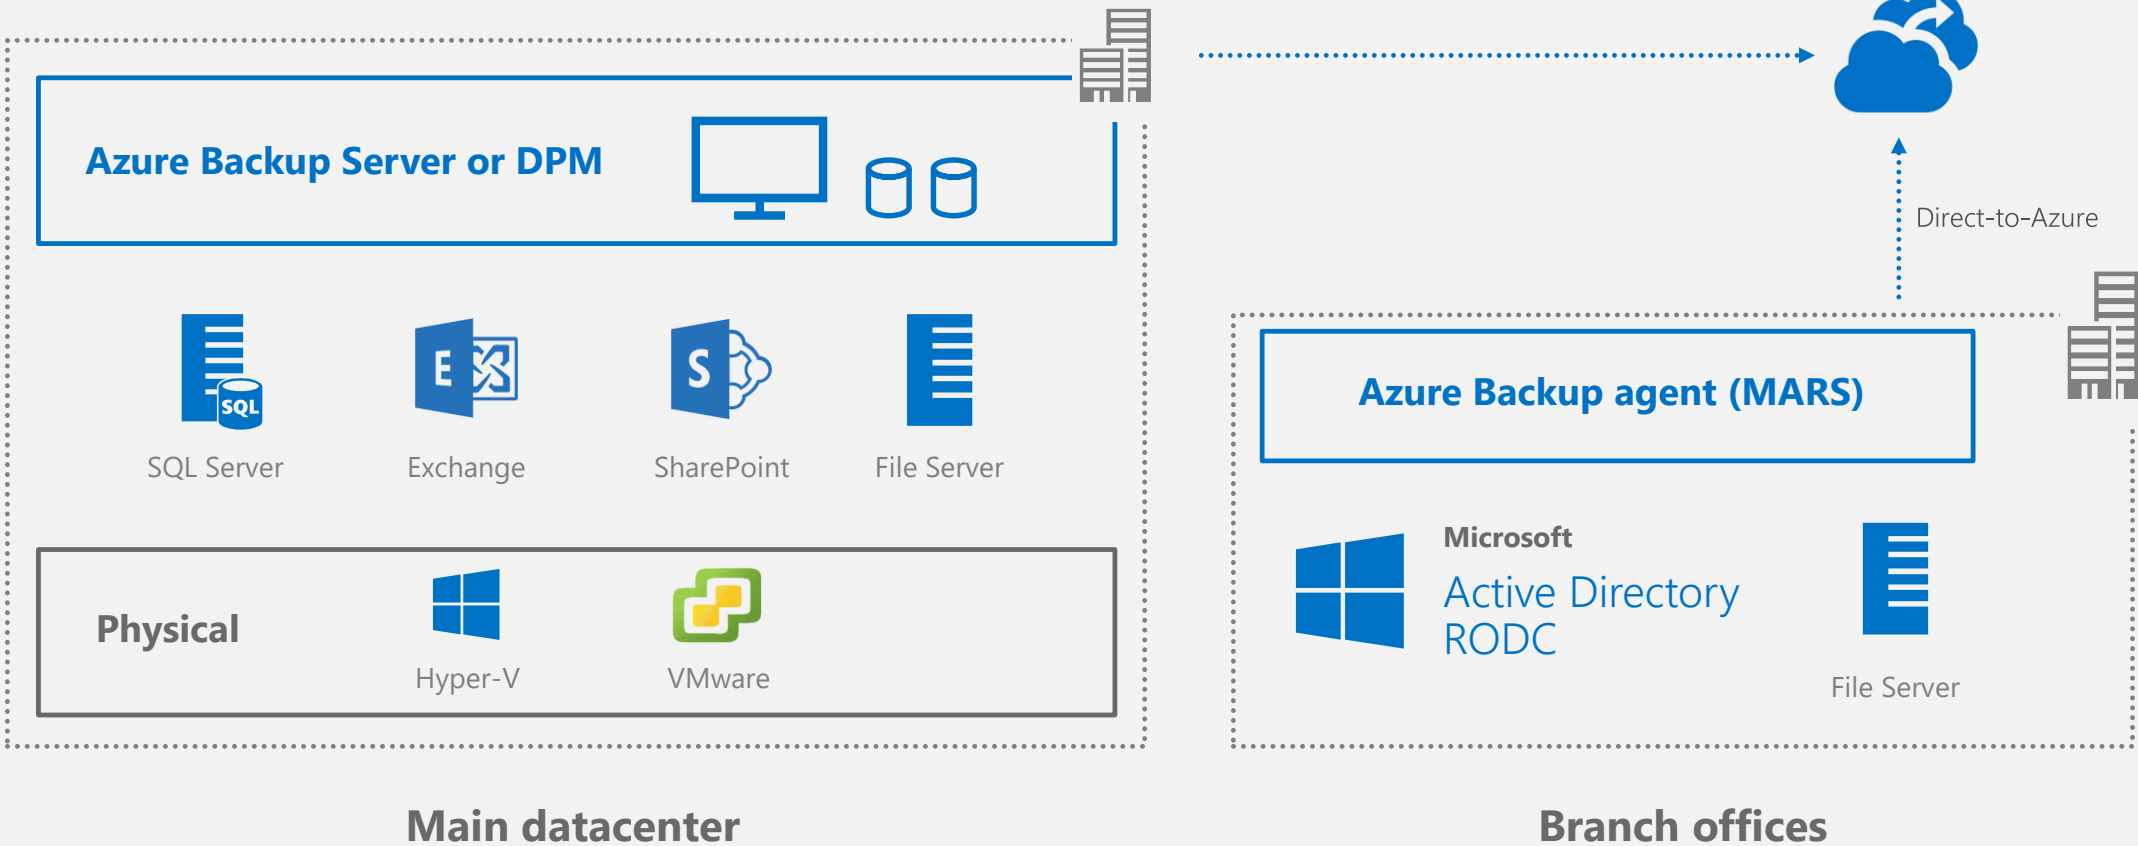 Azure Backup Server or DPM
SQL
E
S
SQL Server
Exchange
SharePoint
File Server
Physical
Hyper-V
VMware
Main datacenter
Direct-to-Azure
Azure Backup agent (MARS)
Microsoft
Active Directory
RODC
File Server
Branch offices